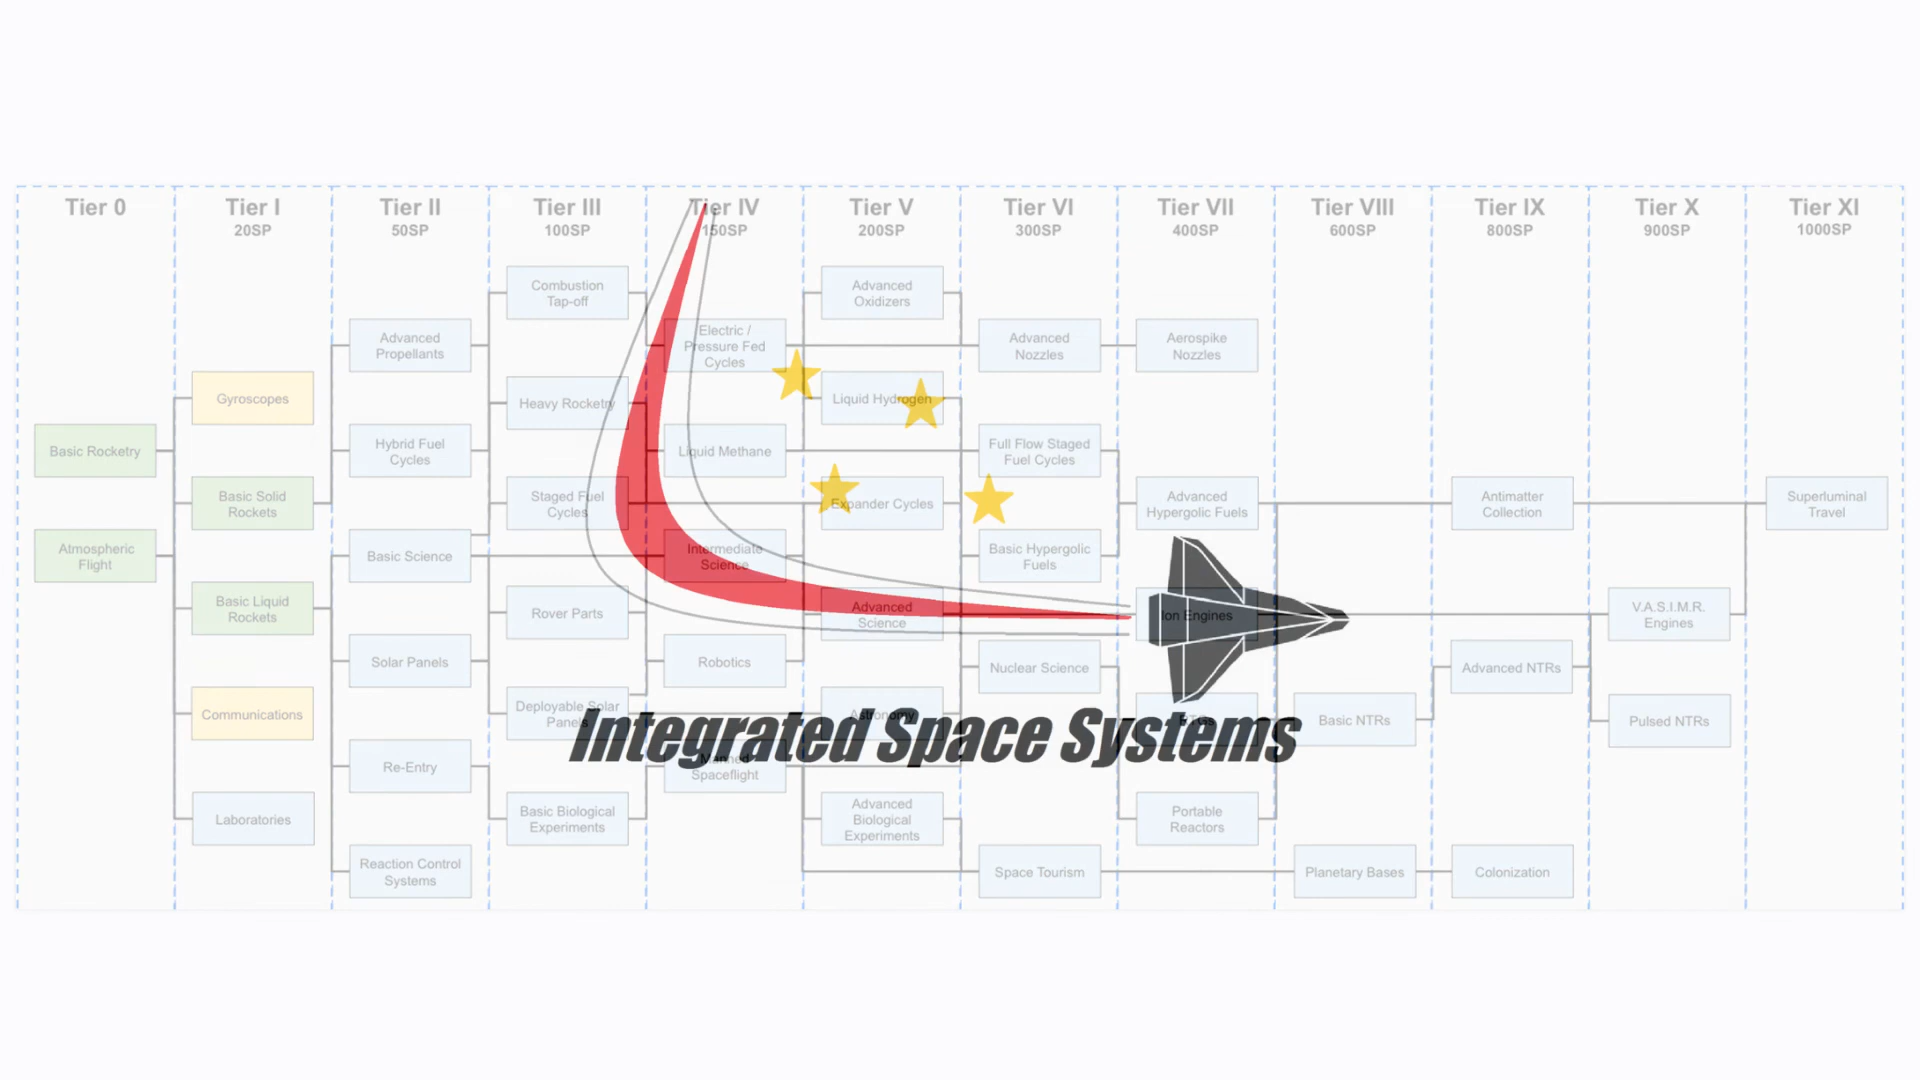 Tier 0
Tier I
20SP
Tier II
50SP
Tier III
100SP
Tier IV
150SP
Tier V
200SP
Tier VI
300SP
Tier VII
400SP
Tier VIII
600SP
Tier IX
800SP
Tier X
900SP
Tier XI
1000SP
Basic Rocketry
Atmospheric
Flight
Gyroscopes
Basic Solid
Rockets
Basic Liquid
Rockets
Communications
Laboratories
Advanced
Propellants
Hybrid Fuel
Cycles
Basic Science
Solar Panels
Re-Entry
Reaction Control
Systems
Combustion
Tap-off
Heavy Rocketry
Staged Fuel
Cycles
Rover Parts
Deployable Solar
Panels
Basic Biological
Experiments
Electric /
Pressure Fed
Cycles
Liquid Methane
Intermediate
Science
Robotics
Manned
Spaceflight
Advanced
Oxidizers
Liquid Hydrogen
Expander Cycles
Advanced
Science
Astronomy
Advanced
Biological
Experiments
Advanced
Nozzles
Full Flow Staged
Fuel Cycles
Basic Hypergolic
Fuels
Nuclear Science
Space Tourism
Aerospike
Nozzles
Advanced
Hypergolic Fuels
Ion Engines
RTGs
Portable
Reactors
Basic NTRs
Planetary Bases
Antimatter
Collection
Advanced NTRs
Colonization
V.A.S.I.M.R.
Engines
Pulsed NTRs
Superluminal
Travel
Integrated Space Systems